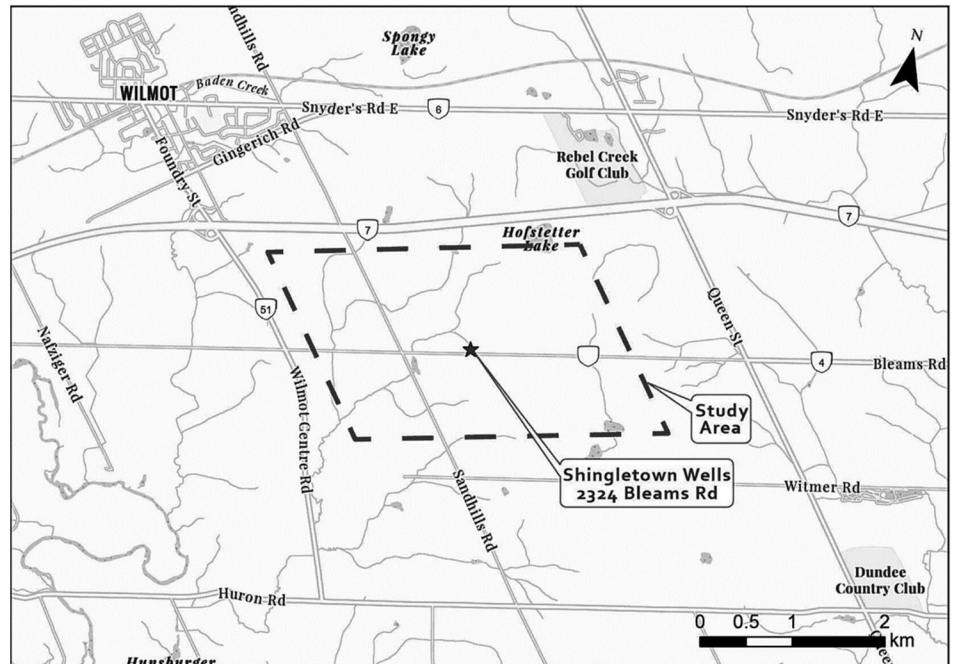 Sandhills Rd
Spongy
Lake
N
WILMOT
Baden Creek
Snyder's Rd E
6
Snyder's Rd E
Gingerich Rd
Foundry St
Rebel Creek
Golf Club
7
7
Hofstetter
Lake
51
Queen St
Nafziger Rd
4
Bleams Rd
Wilmot Centre Rd
Study
Area
Shingletown Wells
2324 Bleams Rd
Witmer Rd
Sandhills Rd
Dundee
Country Club
Huron Rd
0 0.5 1 2
km
Hunsburger